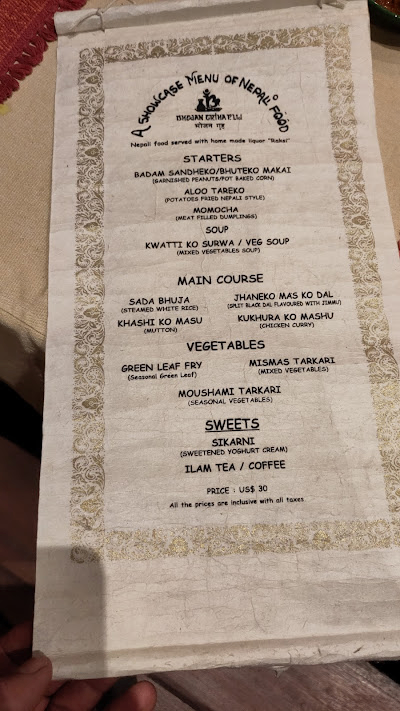 A SHOWCASE MENU OF NEPALI FOOD
BHOJAN GRIHA P.LTD
भोजन गृह
Nepali food served with home made liquor "Raksi"
STARTERS
BADAM SANDHEKO/BHUTEKO MAKAI
(GARNISHED PEANUTS/POT BAKED CORN)
ALOO TAREKO
(POTATOES FRIED NEPALI STYLE)
MOMOCHA
(MEAT FILLED DUMPLINGS)
SOUP
KWATTI KO SURWA / VEG SOUP
(MIXED VEGETABLES SOUP)
MAIN COURSE
SADA BHUJA
(STEAMED WHITE RICE)
JHANEKO MAS KO DAL
(SPLIT BLACK DAL FLAVOURED WITH JIMMU)
KHASHI KO MASU
(MUTTON)
KUKHURA KO MASHU
(CHICKEN CURRY)
VEGETABLES
GREEN LEAF FRY
(Seasonal Green Leaf)
MISMAS TARKARI
(MIXED VEGETABLES)
MOUSHAMI TARKARI
(SEASONAL VEGETABLES)
SWEETS
SIKARNI
(SWEETENED YOGHURT CREAM)
ILAM TEA / COFFEE
PRICE : US$ 30
All the prices are inclusive with all taxes